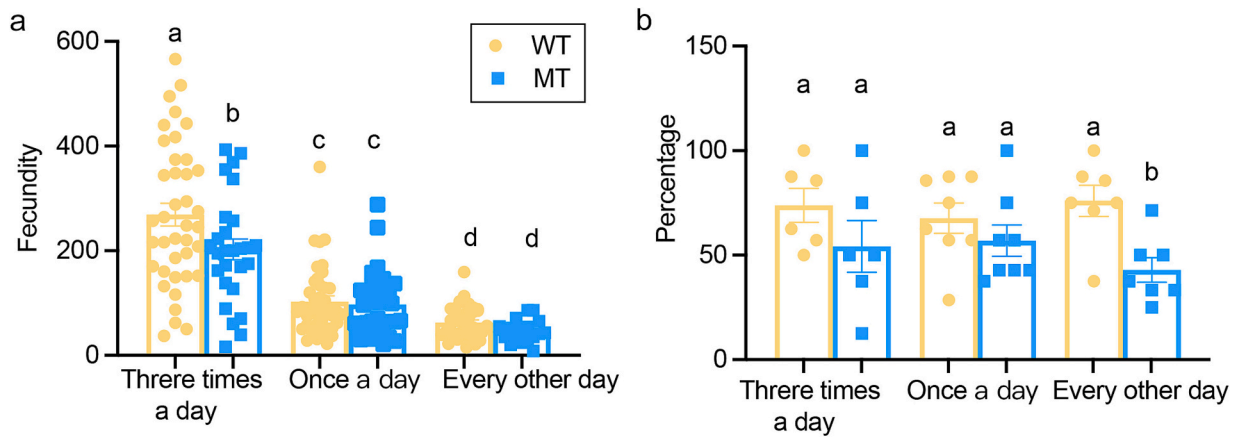 a
600
400
200
0
Fecundity
a
b
c
c
d
d
WT
MT
Threre times
a day
Once a day
Every other day
b
150
100
50
0
Percentage
a
a
a
a
a
b
Threre times
a day
Once a day
Every other day